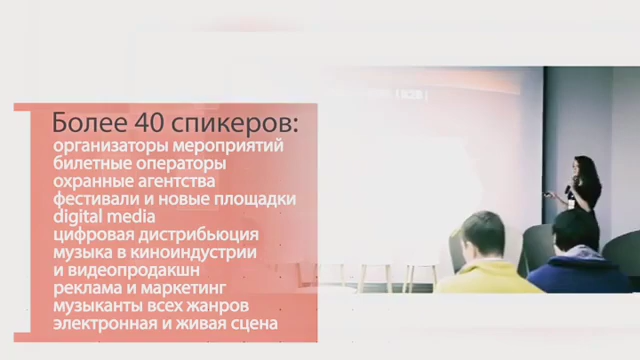 Более 40 спикеров:
организаторы мероприятий
билетные операторы
охранные агентства
фестивали и новые площадки
digital media
цифровая дистрибьюция
музыка в киноиндустрии
и видеопродакшн
реклама и маркетинг
музыканты всех жанров
электронная и живая сцена